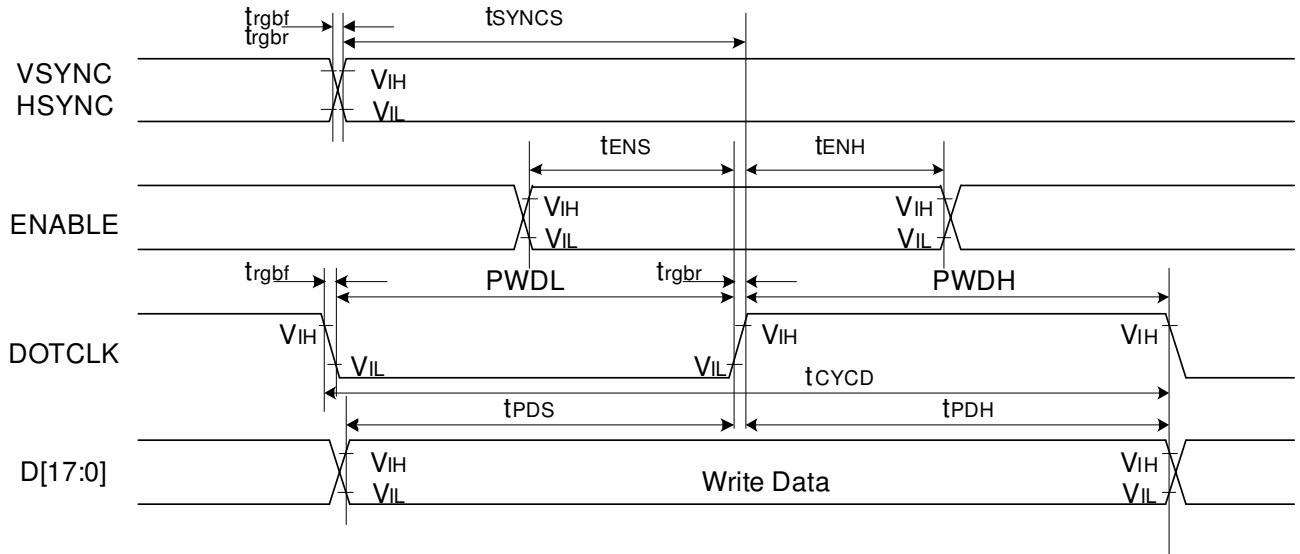 trgbf
trgbr
tSYNCS
VSYNC
HSYNC
VIH
VIL
tENS
tENH
ENABLE
VIH
VIL
VIH
VIL
trgbf
PWDL
trgbr
PWDH
DOTCLK
VIH
VIL
VIL
VIH
VIH
tCYCD
tPDS
tPDH
D[17:0]
VIH
VIL
Write Data
VIH
VIL